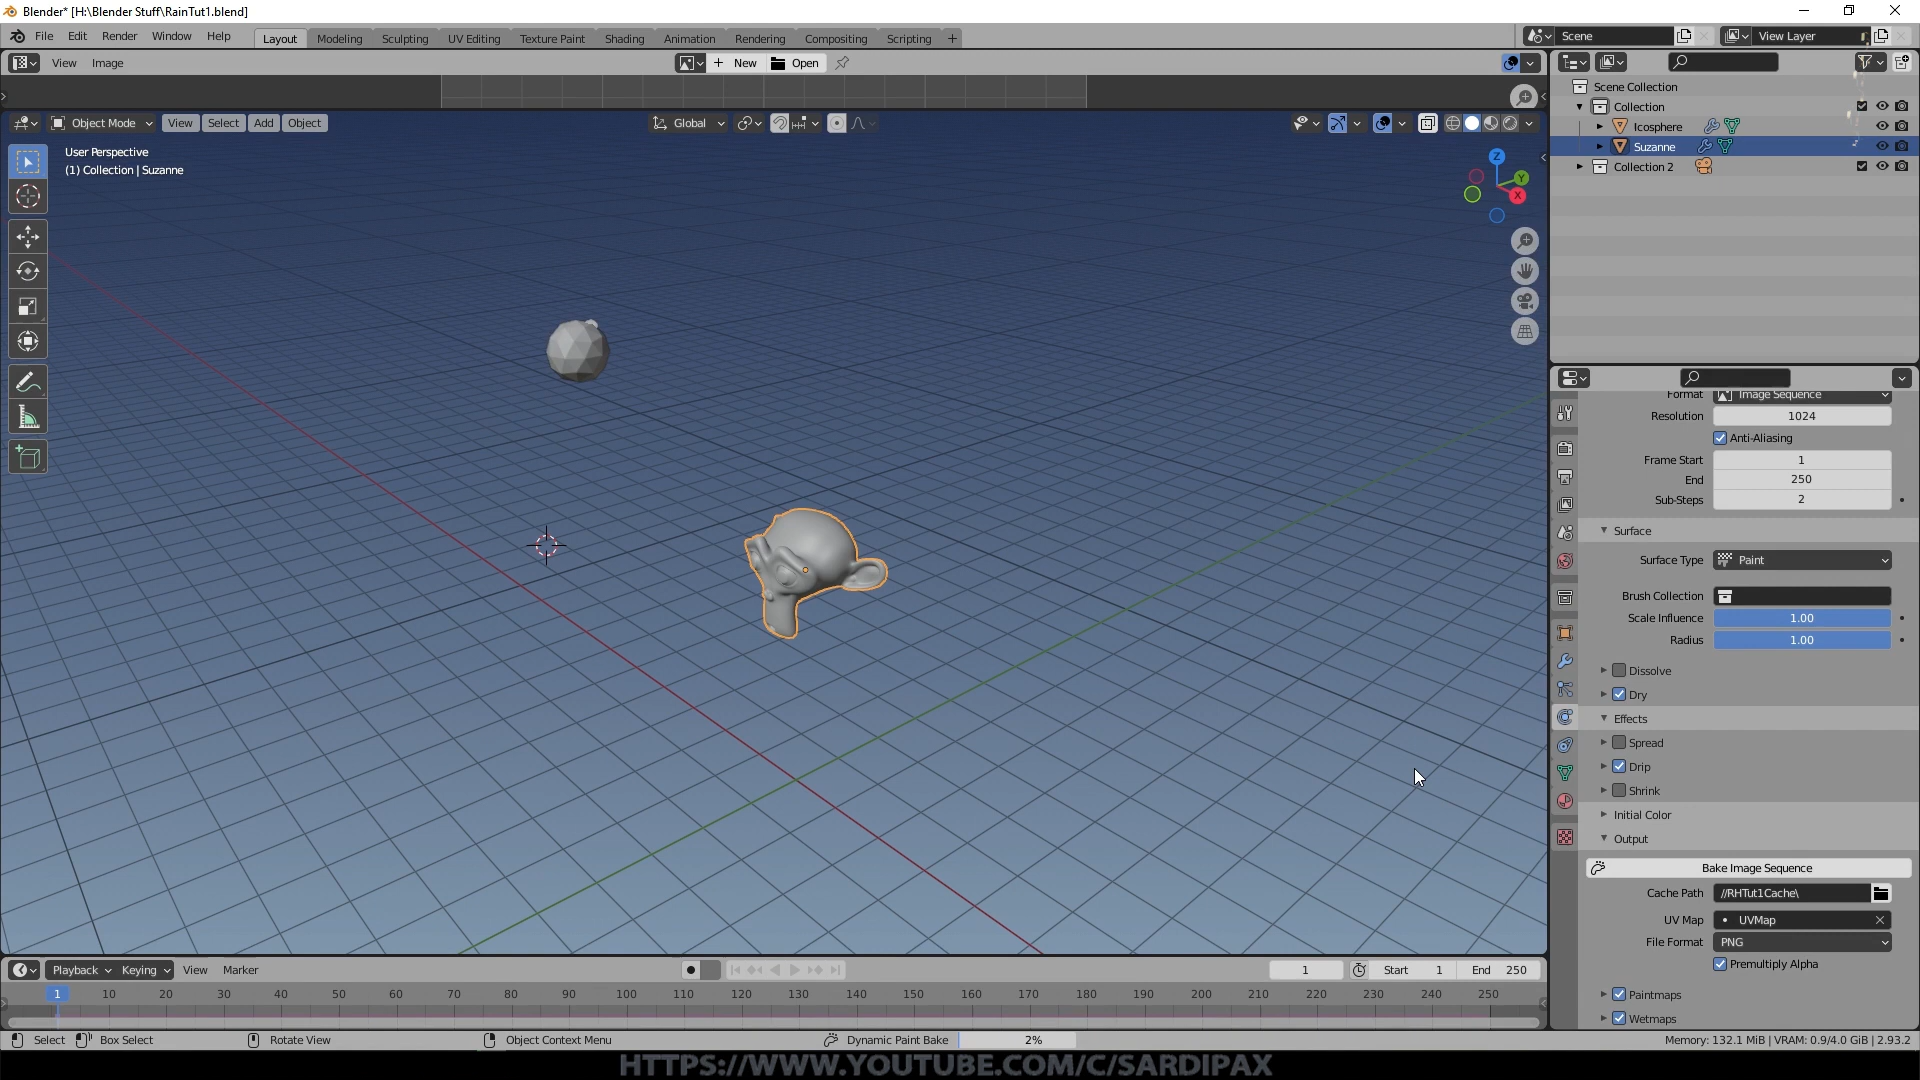 Blender* [H:\Blender Stuff\RainTut1.blend]
File Edit Render Window Help Layout Modeling Sculpting UV Editing Texture Paint Shading Animation Rendering Compositing Scripting + Scene View Layer
View Image + New Open
Object Mode View Select Add Object Global
User Perspective
(1) Collection | Suzanne
Z
Y
X
Scene Collection
Collection
Icosphere
Suzanne
Collection 2
Format Image Sequence
Resolution 1024
Anti-Aliasing
Frame Start 1
End 250
Sub-Steps 2
Surface
Surface Type Paint
Brush Collection
Scale Influence 1.00
Radius 1.00
Dissolve
Dry
Effects
Spread
Drip
Shrink
Initial Color
Output
Bake Image Sequence
Cache Path //RHTut1Cache\
UV Map UVMap
File Format PNG
Premultiply Alpha
Paintmaps
Wetmaps
Playback Keying View Marker 1 Start 1 End 250
1 10 20 30 40 50 60 70 80 90 100 110 120 130 140 150 160 170 180 190 200 210 220 230 240 250
Select Box Select Rotate View Object Context Menu Dynamic Paint Bake 2% Memory: 132.1 MiB | VRAM: 0.9/4.0 GiB | 2.93.2
HTTPS://WWW.YOUTUBE.COM/C/SARDIPAX